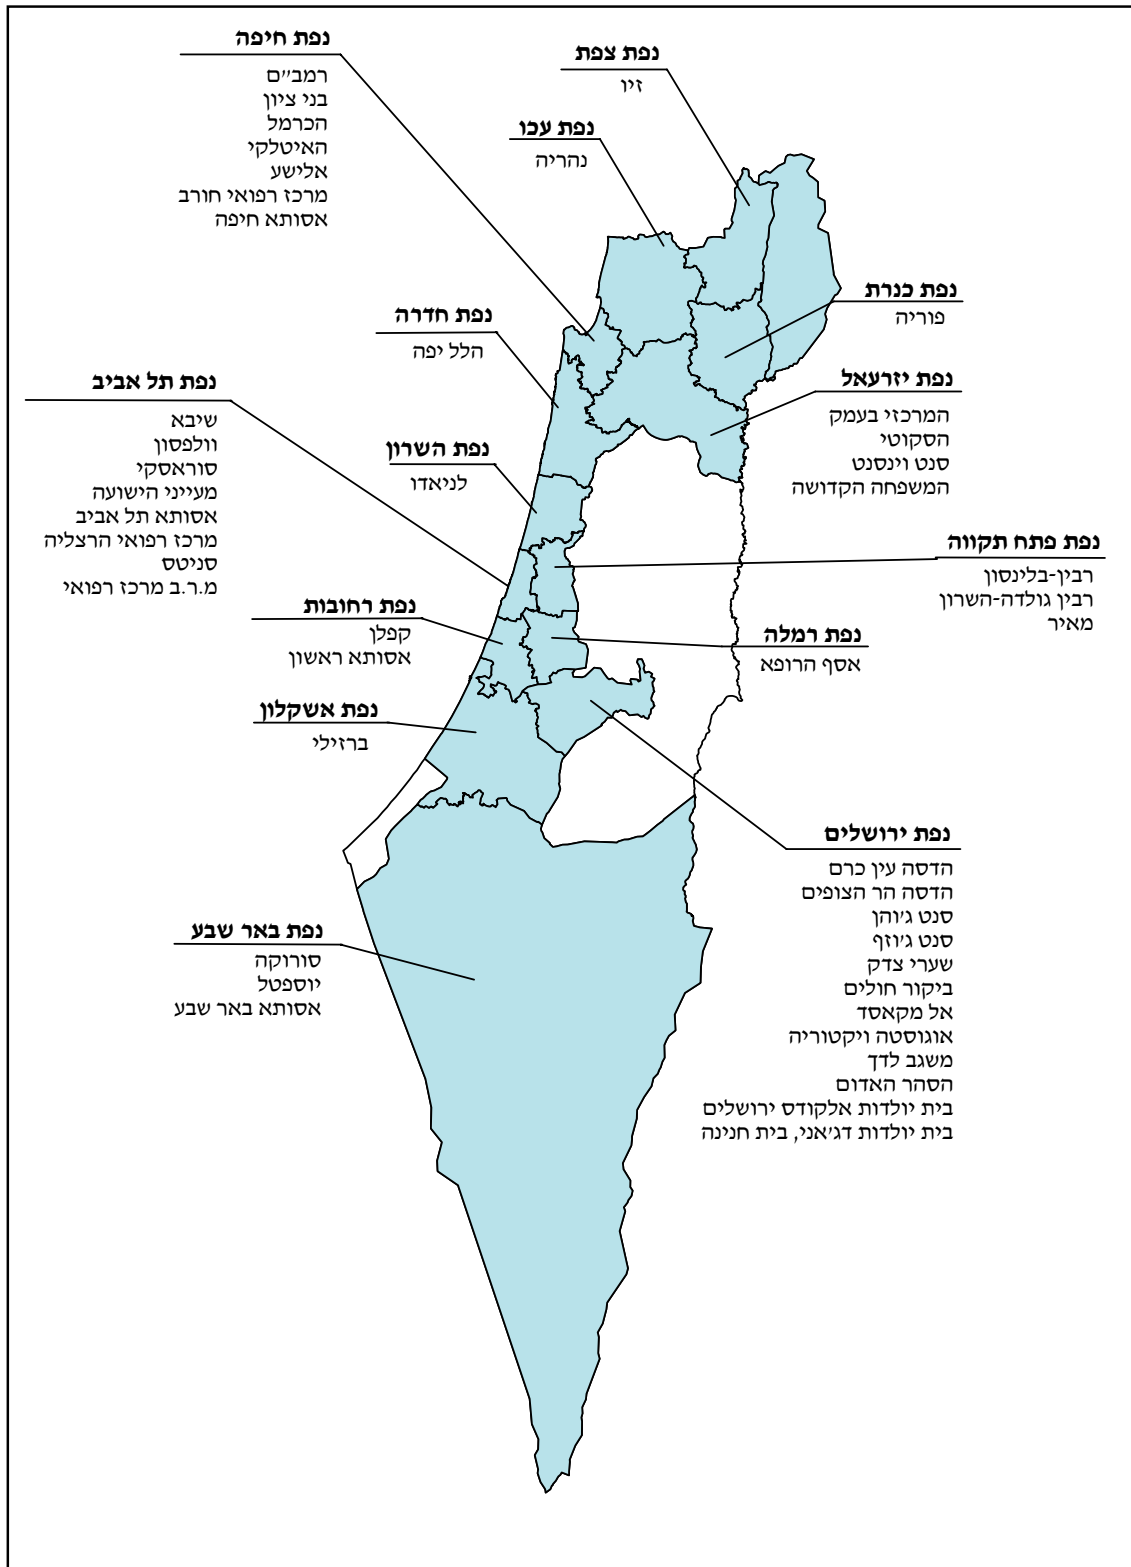 נפת חיפה
רמב״ם
בני ציון
הכרמל
האיטלקי
אלישע
מרכז רפואי חורב
אסותא חיפה
נפת צפת
זיו
נפת עכו
נהריה
נפת כנרת
פוריה
נפת חדרה
הלל יפה
נפת יזרעאל
המרכזי בעמק
הסקוטי
סנט וינסנט
המשפחה הקדושה
נפת תל אביב
שיבא
וולפסון
סוראסקי
מעייני הישועה
אסותא תל אביב
מרכז רפואי הרצליה
סניטס
מ.ר.ב מרכז רפואי
נפת השרון
לניאדו
נפת פתח תקווה
רבין-בלינסון
רבין גולדה-השרון
מאיר
נפת רחובות
קפלן
אסותא ראשון
נפת רמלה
אסף הרופא
נפת אשקלון
ברזילי
נפת ירושלים
הדסה עין כרם
הדסה הר הצופים
סנט ג׳והן
סנט ג׳וזף
שערי צדק
ביקור חולים
אל מקאסד
אוגוסטה ויקטוריה
משגב לדך
הסהר האדום
בית יולדות אלקודס ירושלים
בית יולדות דג׳אני, בית חנינה
נפת באר שבע
סורוקה
יוספטל
אסותא באר שבע